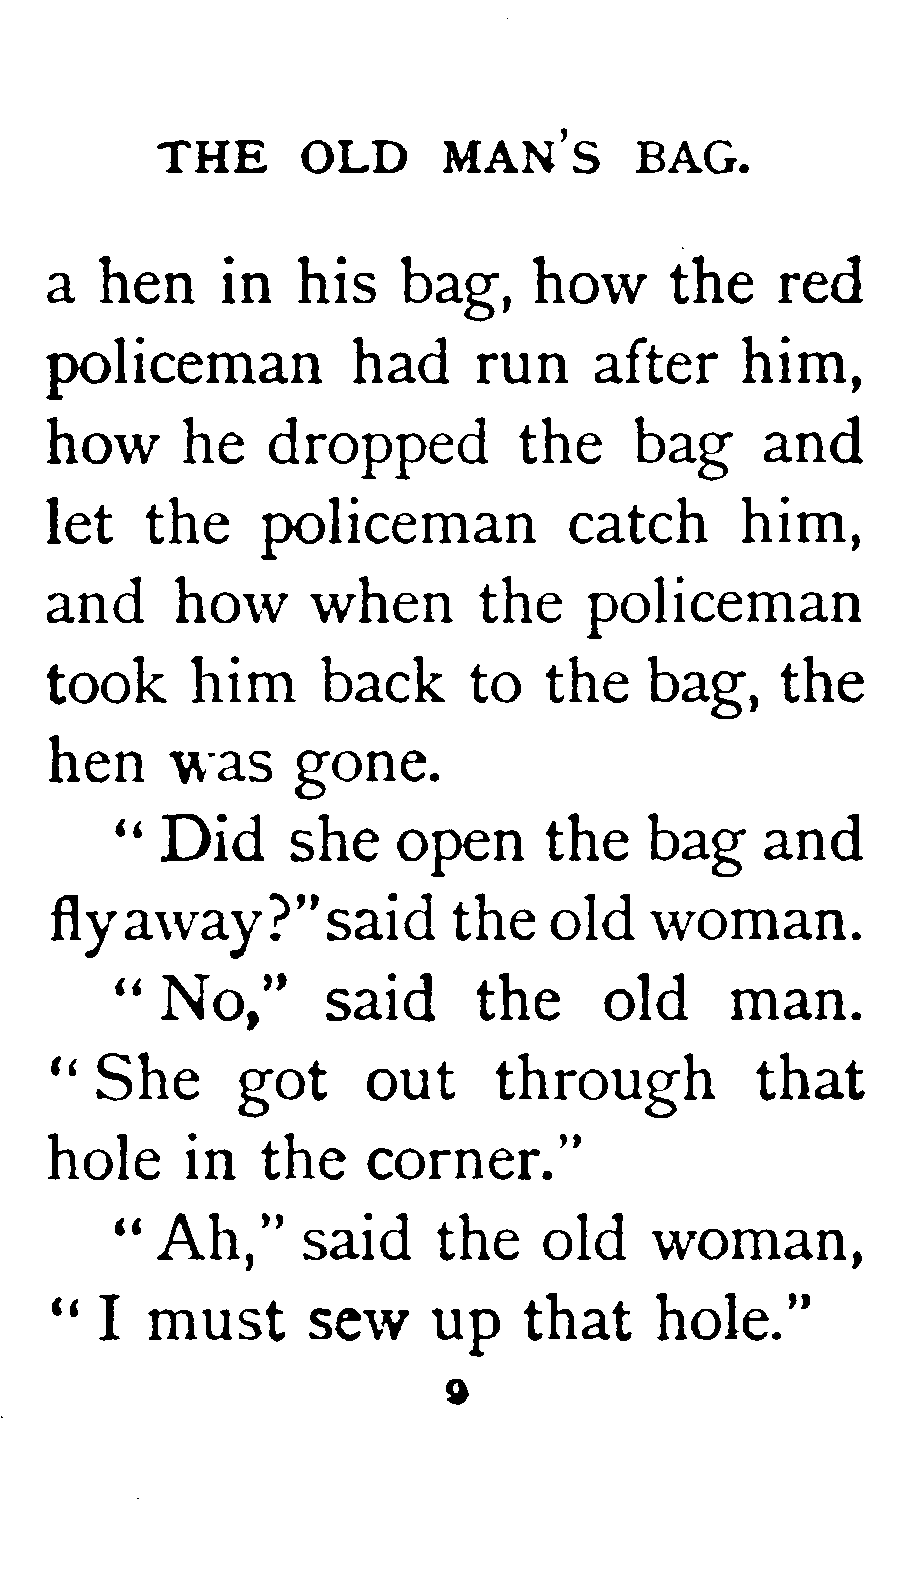 THE OLD MAN'S BAG.
a hen in his bag, how the red
policeman had run after him,
how he dropped the bag and
let the policeman catch him,
and how when the policeman
took him back to the bag, the
hen was gone.
“ Did she open the bag and
fly away?” said the old woman.
“ No,” said the old man.
“ She got out through that
hole in the corner.”
“ Ah,” said the old woman,
“ I must sew up that hole.”
9